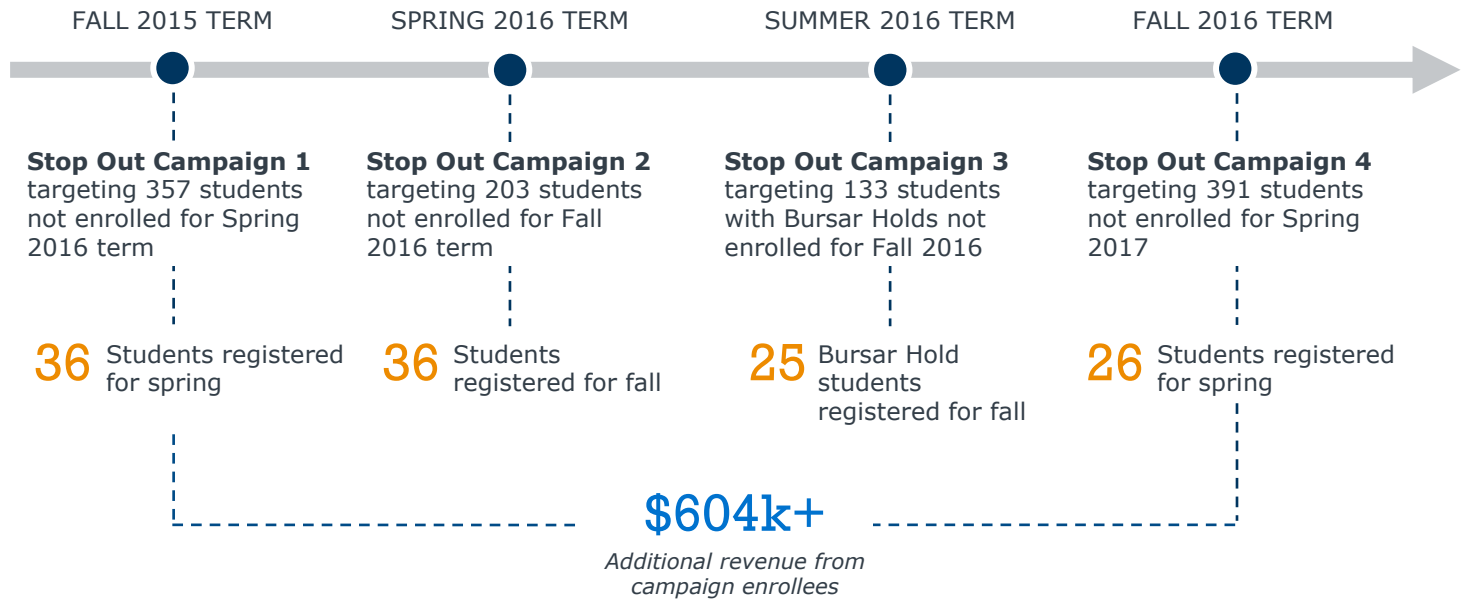 FALL 2015 TERM
SPRING 2016 TERM
SUMMER 2016 TERM
FALL 2016 TERM
Stop Out Campaign 1
targeting 357 students
not enrolled for Spring
2016 term
Stop Out Campaign 2
targeting 203 students
not enrolled for Fall
2016 term
Stop Out Campaign 3
targeting 133 students
with Bursar Holds not
enrolled for Fall 2016
Stop Out Campaign 4
targeting 391 students
not enrolled for Spring
2017
36 Students registered
for spring
36 Students
registered for fall
25 Bursar Hold
students
registered for fall
26 Students registered
for spring
$604k+
Additional revenue from
campaign enrollees